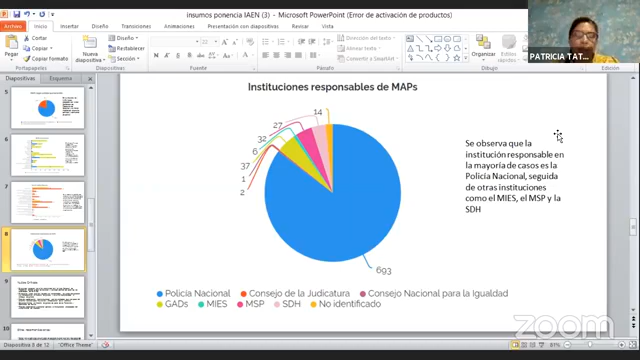 insumos ponencia IAEN (3) - Microsoft PowerPoint (Error de activación de productos)
Archivo Inicio Insertar Diseño Transiciones Animaciones Presentación con diapositivas Revisar Vista
Cortar
Copiar
Copiar formato
Pegar
Portapapeles
Nueva diapositiva
Diseño
Restablecer
Sección
Diapositivas
Fuente
Párrafo
Dirección del texto
Alinear texto
Convertir a SmartArt
Organizar
Estilos
Dibujo
Edición
PATRICIA TAT...
Diapositivas Esquema
5
6
7
8
9
10
Instituciones responsables de MAPs
14
27
32
6
37
1
2
693
Policía Nacional Consejo de la Judicatura Consejo Nacional para la Igualdad
GADs MIES MSP SDH No identificado
Se observa que la
institución responsable en
la mayoría de casos es la
Policía Nacional, seguida
de otras instituciones
como el MIES, el MSP y la
SDH
zoom
Diapositiva 8 de 12 "Office Theme" 81%